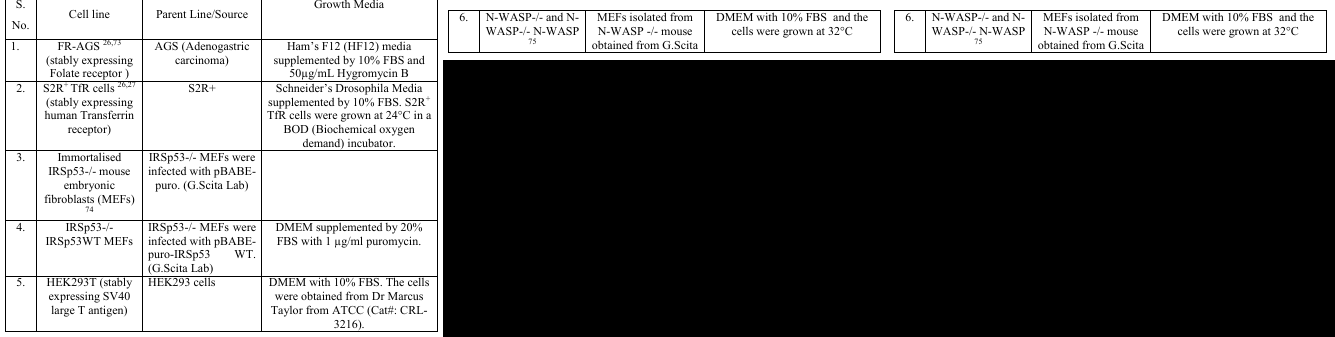 S.
No.
Cell line
Parent Line/Source
Growth Media
1.
FR-AGS 26,73
(stably expressing
Folate receptor )
AGS (Adenogastric
carcinoma)
Ham's F12 (HF12) media
supplemented by 10% FBS and
50µg/mL Hygromycin B
2.
S2R+ TfR cells 26,27
(stably expressing
human Transferrin
receptor)
S2R+
Schneider's Drosophila Media
supplemented by 10% FBS. S2R+
TfR cells were grown at 24°C in a
BOD (Biochemical oxygen
demand) incubator.
3.
Immortalised
IRSp53-/- mouse
embryonic
fibroblasts (MEFs)
74
IRSp53-/- MEFs were
infected with pBABE-
puro. (G.Scita Lab)
4.
IRSp53-/-
IRSp53WT MEFs
IRSp53-/- MEFs were
infected with pBABE-
puro-IRSp53 WT.
(G.Scita Lab)
DMEM supplemented by 20%
FBS with 1 µg/ml puromycin.
5.
HEK293T (stably
expressing SV40
large T antigen)
HEK293 cells
DMEM with 10% FBS. The cells
were obtained from Dr Marcus
Taylor from ATCC (Cat#: CRL-
3216).
6.
N-WASP-/- and N-
WASP-/- N-WASP
75
MEFs isolated from
N-WASP -/- mouse
obtained from G.Scita
DMEM with 10% FBS and the
cells were grown at 32°C
6.
N-WASP-/- and N-
WASP-/- N-WASP
75
MEFs isolated from
N-WASP -/- mouse
obtained from G.Scita
DMEM with 10% FBS and the
cells were grown at 32°C